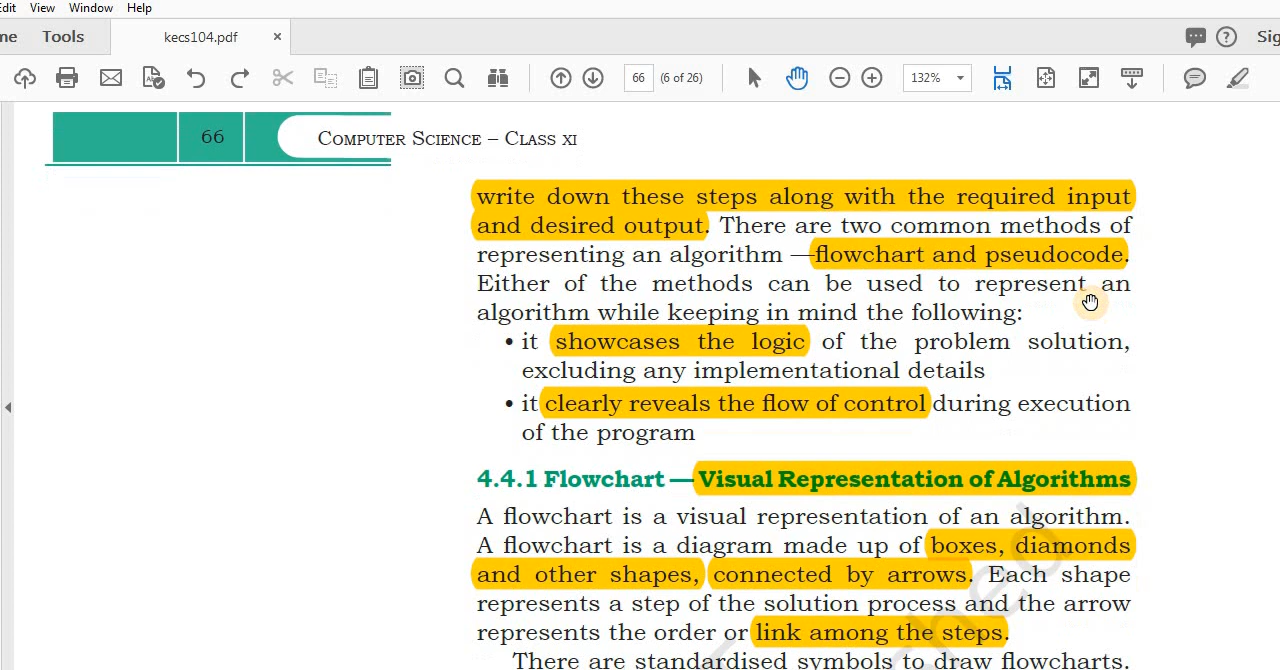 Edit View Window Help
me Tools kecs104.pdf × ? Sig
66 (6 of 26) 132%
66 COMPUTER SCIENCE – CLASS XI
write down these steps along with the required input
and desired output. There are two common methods of
representing an algorithm —flowchart and pseudocode.
Either of the methods can be used to represent an
algorithm while keeping in mind the following:
• it showcases the logic of the problem solution,
excluding any implementational details
• it clearly reveals the flow of control during execution
of the program
4.4.1 Flowchart — Visual Representation of Algorithms
A flowchart is a visual representation of an algorithm.
A flowchart is a diagram made up of boxes, diamonds
and other shapes, connected by arrows. Each shape
represents a step of the solution process and the arrow
represents the order or link among the steps.
There are standardised symbols to draw flowcharts.